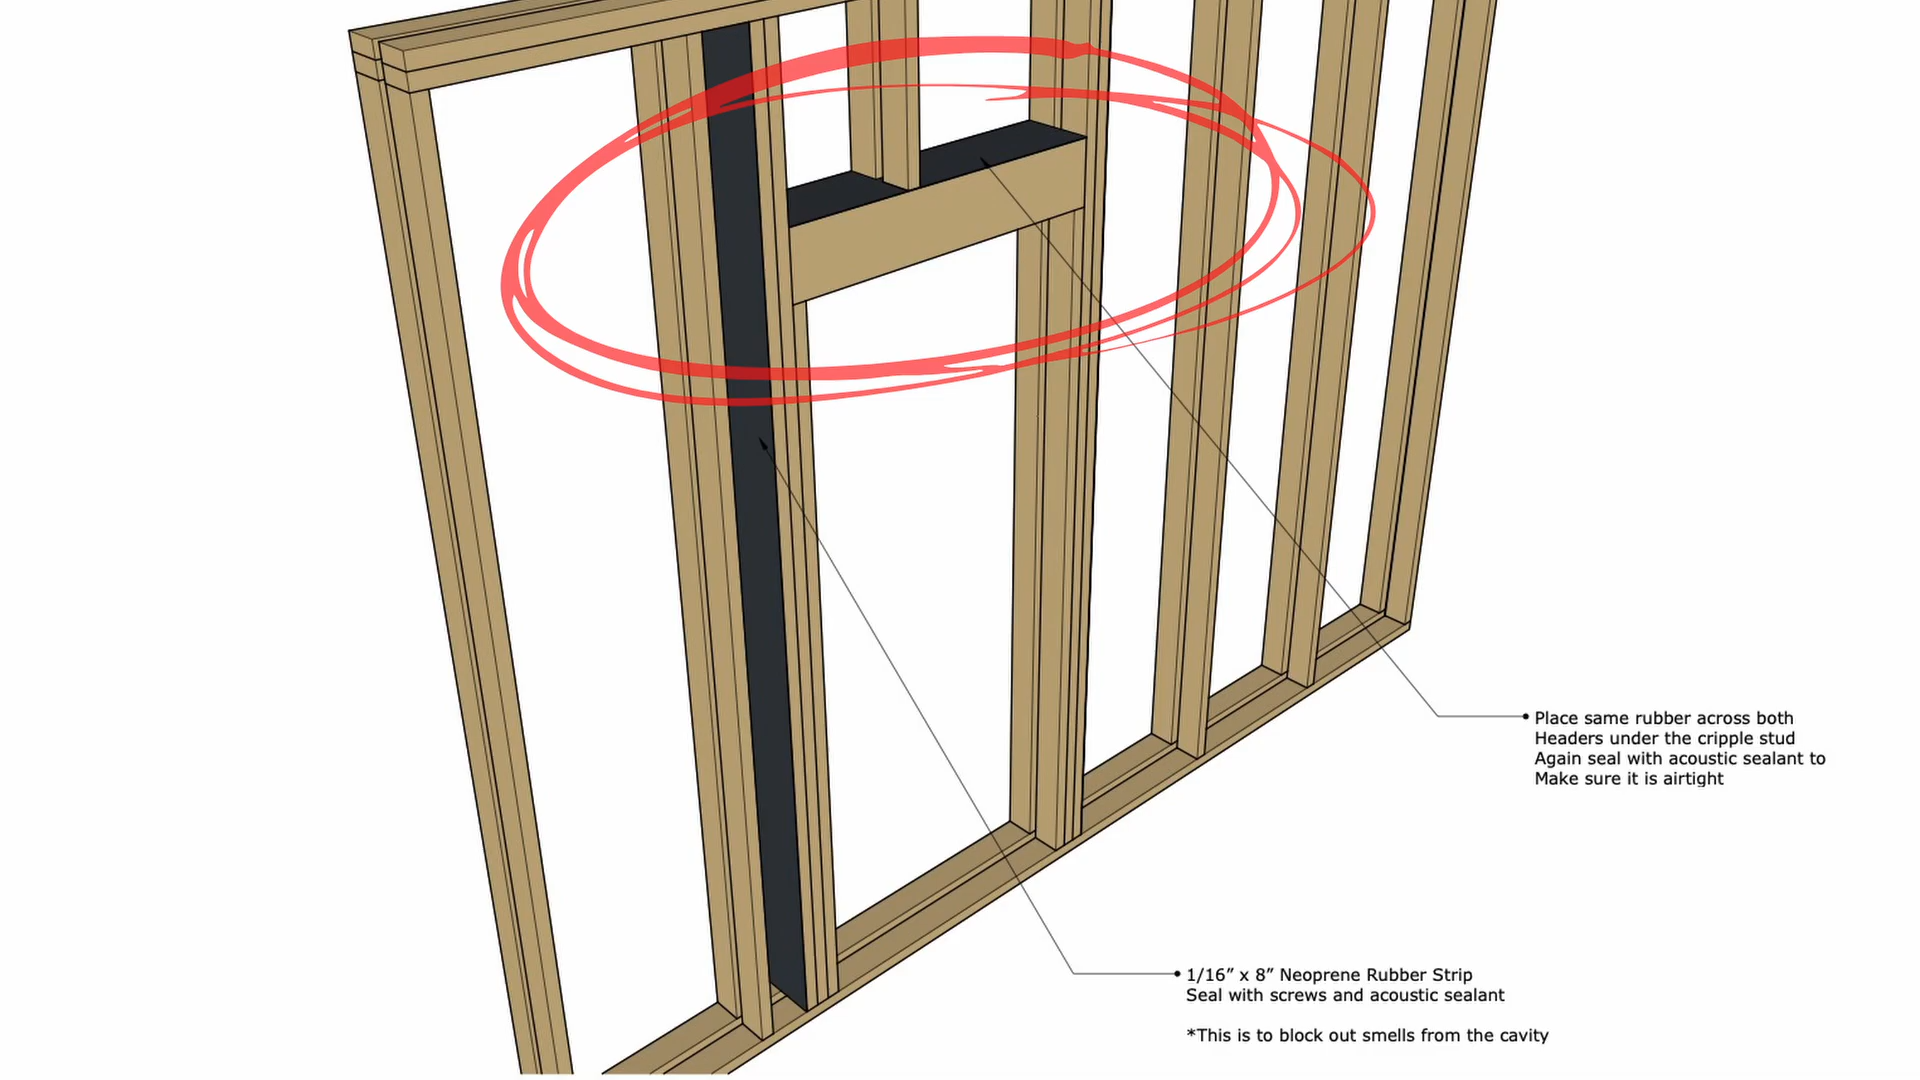 Place same rubber across both
Headers under the cripple stud
Again seal with acoustic sealant to
Make sure it is airtight
1/16” x 8” Neoprene Rubber Strip
Seal with screws and acoustic sealant
*This is to block out smells from the cavity